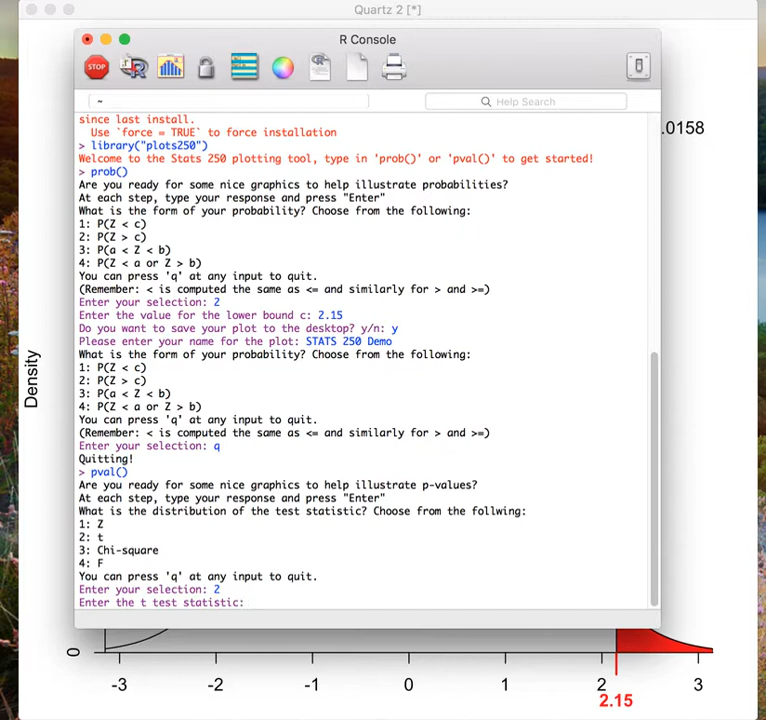 Quartz 2 [*]
R Console
STOP
~
Help Search
since last install.
Use `force = TRUE` to force installation
> library("plots250")
Welcome to the Stats 250 plotting tool, type in 'prob()' or 'pval()' to get started!
> prob()
Are you ready for some nice graphics to help illustrate probabilities?
At each step, type your response and press "Enter"
What is the form of your probability? Choose from the following:
1: P(Z < c)
2: P(Z > c)
3: P(a < Z < b)
4: P(Z < a or Z > b)
You can press 'q' at any input to quit.
(Remember: < is computed the same as <= and similarly for > and >=)
Enter your selection: 2
Enter the value for the lower bound c: 2.15
Do you want to save your plot to the desktop? y/n: y
Please enter your name for the plot: STATS 250 Demo
What is the form of your probability? Choose from the following:
1: P(Z < c)
2: P(Z > c)
3: P(a < Z < b)
4: P(Z < a or Z > b)
You can press 'q' at any input to quit.
(Remember: < is computed the same as <= and similarly for > and >=)
Enter your selection: q
Quitting!
> pval()
Are you ready for some nice graphics to help illustrate p-values?
At each step, type your response and press "Enter"
What is the distribution of the test statistic? Choose from the follwing:
1: Z
2: t
3: Chi-square
4: F
You can press 'q' at any input to quit.
Enter your selection: 2
Enter the t test statistic:
.0158
Density
0
-3 -2 -1 0 1 2 3
2.15